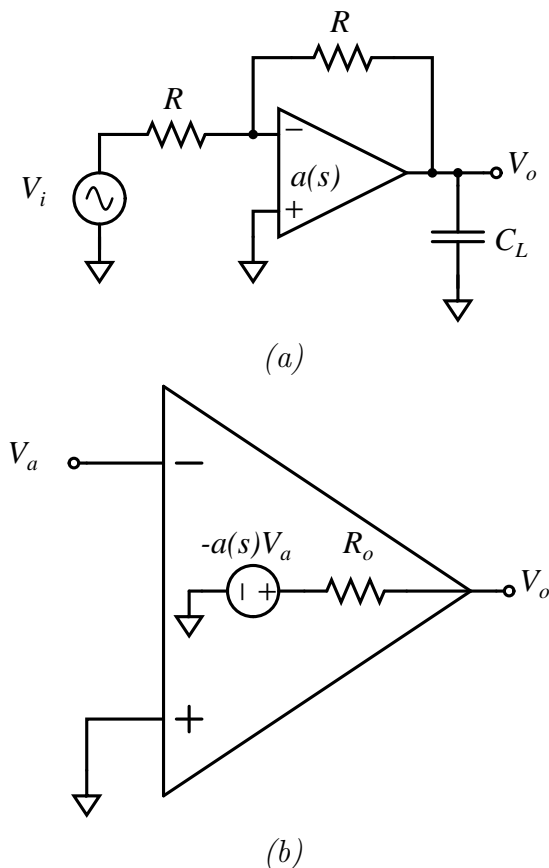 R
R
−
V_i
a(s)
V_o
+
C_L
(a)
V_a
−
-a(s)V_a
R_o
− +
V_o
+
(b)